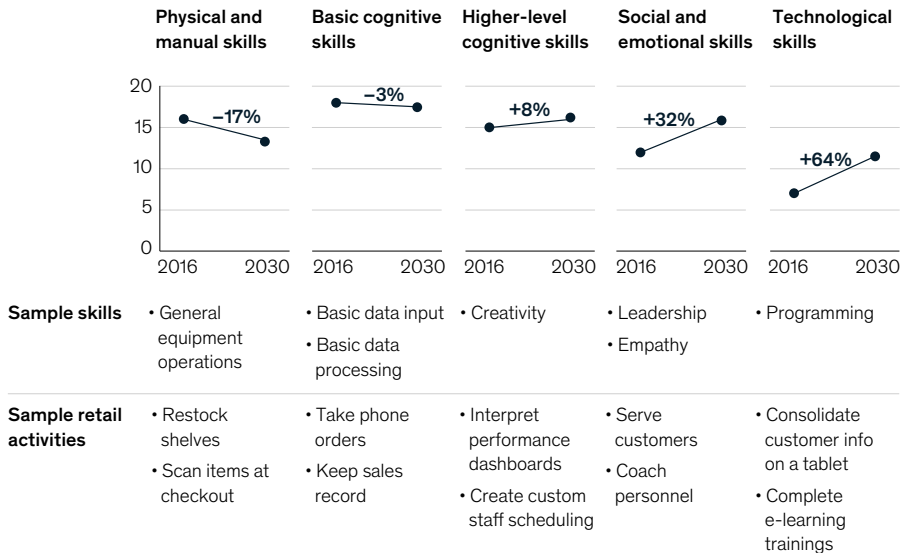 Physical and
manual skills
Basic cognitive
skills
Higher-level
cognitive skills
Social and
emotional skills
Technological
skills
20
15
10
5
0
–17%
–3%
+8%
+32%
+64%
2016 2030
2016 2030
2016 2030
2016 2030
2016 2030
Sample skills
• General
equipment
operations
• Basic data input
• Basic data
processing
• Creativity
• Leadership
• Empathy
• Programming
Sample retail
activities
• Restock
shelves
• Scan items at
checkout
• Take phone
orders
• Keep sales
record
• Interpret
performance
dashboards
• Create custom
staff scheduling
• Serve
customers
• Coach
personnel
• Consolidate
customer info
on a tablet
• Complete
e-learning
trainings